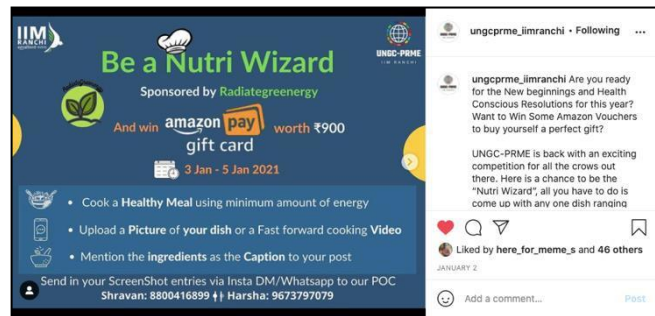 IIM
RANCHI
UNGC-PRME
IIM RANCHI
Be a Nutri Wizard
Sponsored by Radiategreenergy
And win amazon pay worth ₹900
gift card
3 Jan - 5 Jan 2021
• Cook a Healthy Meal using minimum amount of energy
• Upload a Picture of your dish or a Fast forward cooking Video
• Mention the ingredients as the Caption to your post
Send in your ScreenShot entries via Insta DM/Whatsapp to our POC
Shravan: 8800416899 Harsha: 9673797079
ungcprme_iimranchi • Following
ungcprme_iimranchi Are you ready
for the New beginnings and Health
Conscious Resolutions for this year?
Want to Win Some Amazon Vouchers
to buy yourself a perfect gift?
UNGC-PRME is back with an exciting
competition for all the crows out
there. Here is a chance to be the
"Nutri Wizard", all you have to do is
come up with any one dish ranging
Liked by here_for_meme_s and 46 others
JANUARY 2
Add a comment...
Post